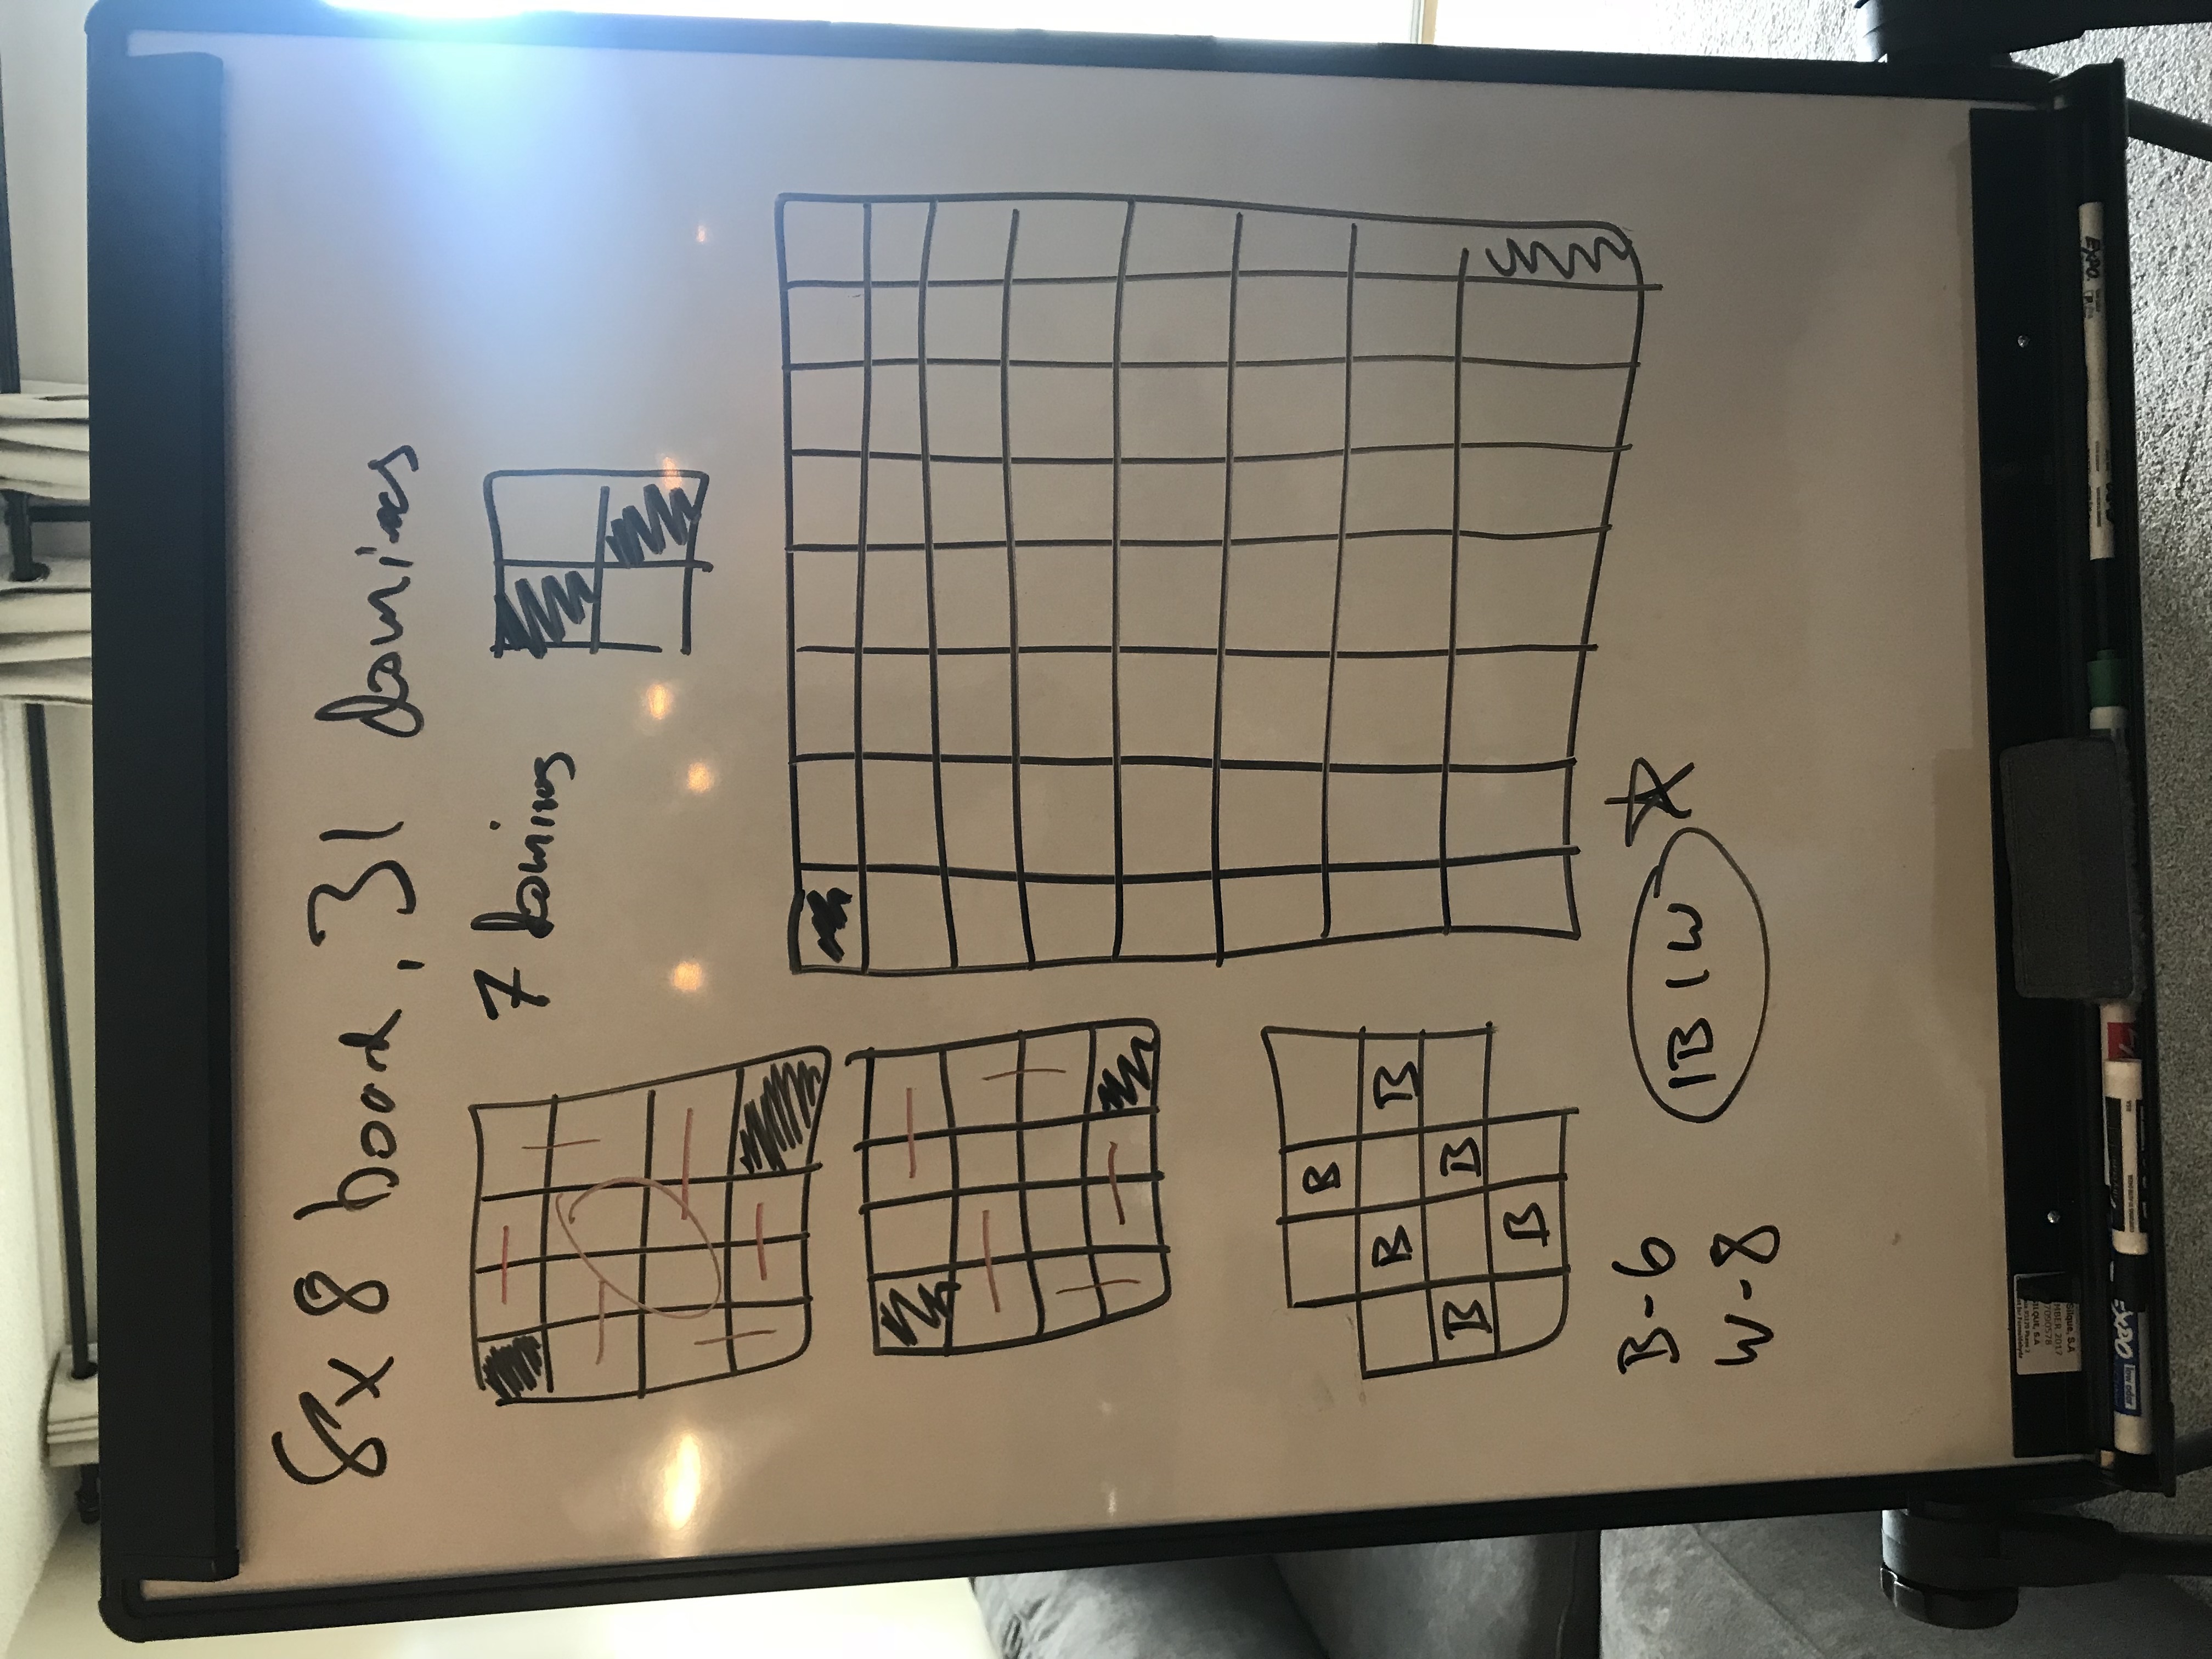 8x8 board, 31 dominos
7 dominos
B
B B
B B
B
B-6
W-8
1B 1W
EXPO
low odor
EXPO